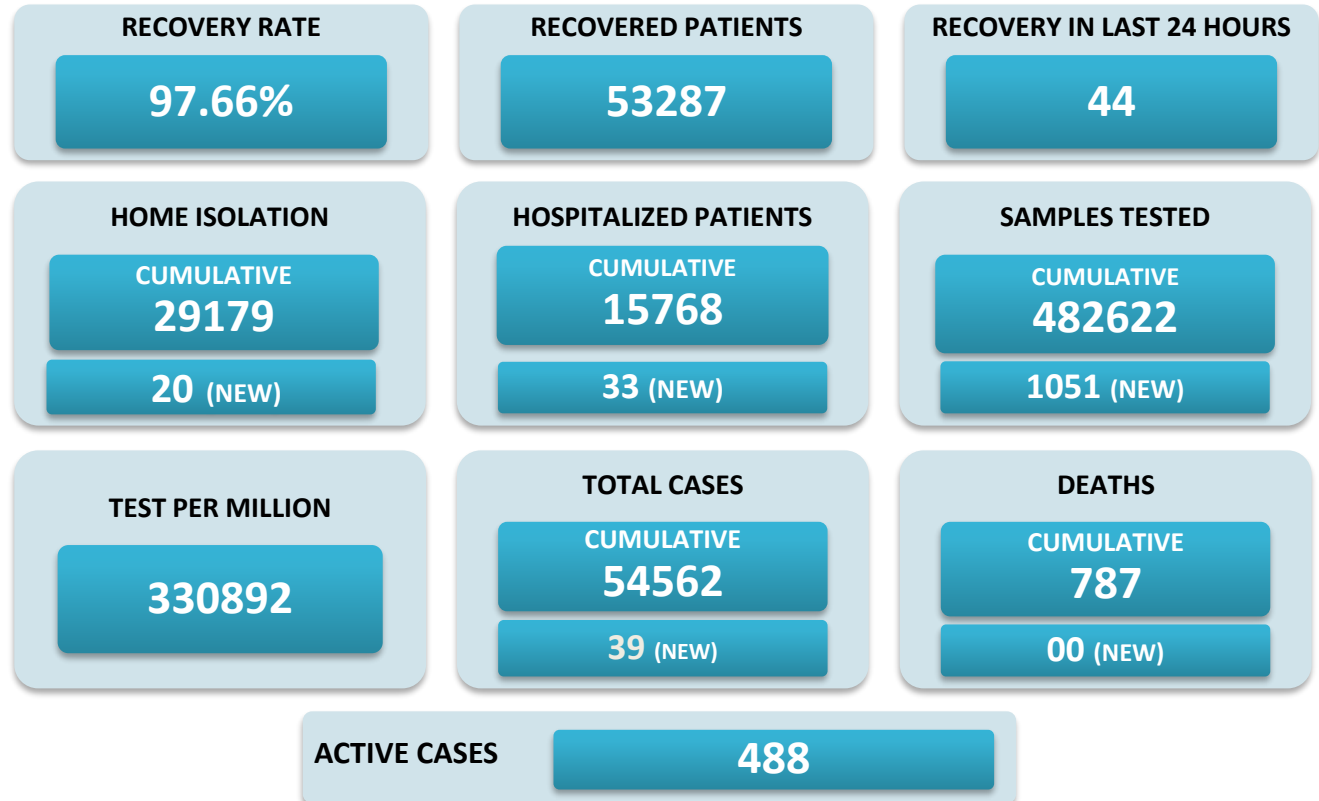 RECOVERY RATE
97.66%
RECOVERED PATIENTS
53287
RECOVERY IN LAST 24 HOURS
44
HOME ISOLATION
CUMULATIVE
29179
20 (NEW)
HOSPITALIZED PATIENTS
CUMULATIVE
15768
33 (NEW)
SAMPLES TESTED
CUMULATIVE
482622
1051 (NEW)
TEST PER MILLION
330892
TOTAL CASES
CUMULATIVE
54562
39 (NEW)
DEATHS
CUMULATIVE
787
00 (NEW)
ACTIVE CASES
488